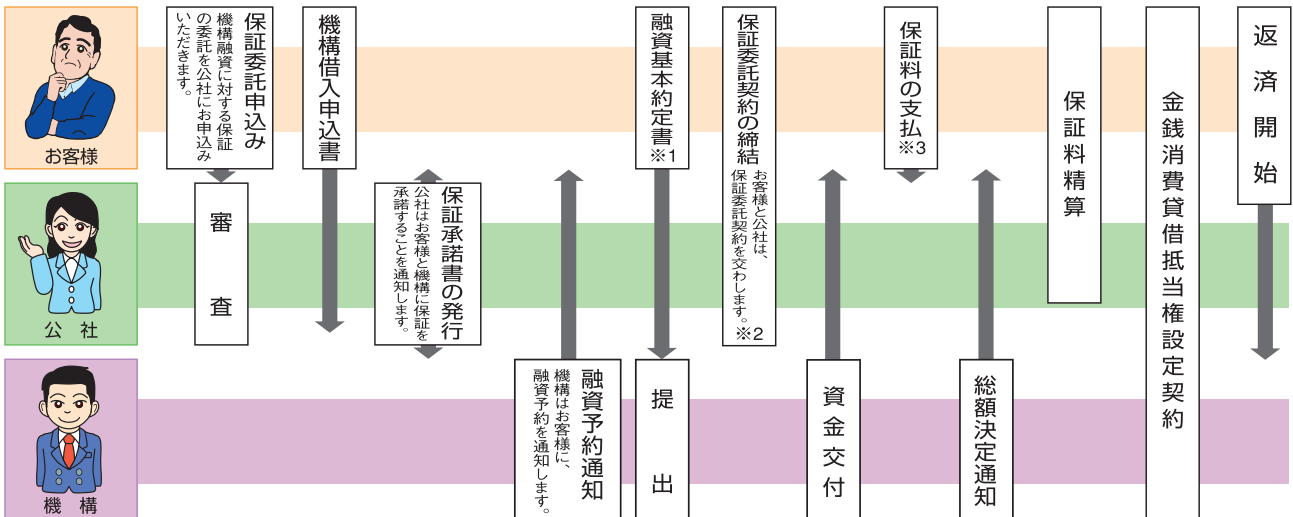 お客様
公社
機構
保証委託申込み
機構融資に対する保証
の委託を公社にお申込み
いただきます。
審査
機構借入申込書
保証承諾書の発行
公社はお客様と機構に保証を
承諾することを通知します。
融資予約通知
機構はお客様に、
融資予約を通知します。
融資基本約定書
※1
提出
保証委託契約の締結
お客様と公社は、
保証委託契約を交わします。
※2
資金交付
保証料の支払
※3
総額決定通知
保証料精算
金銭消費貸借抵当権設定契約
返済開始